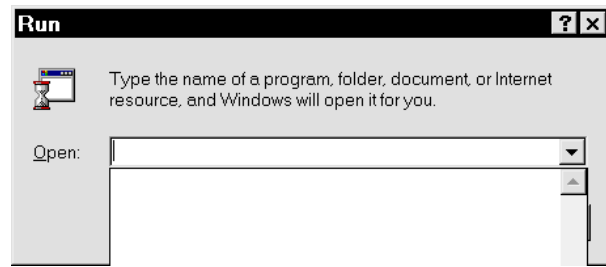 Run
Type the name of a program, folder, document, or Internet
resource, and Windows will open it for you.
Open: